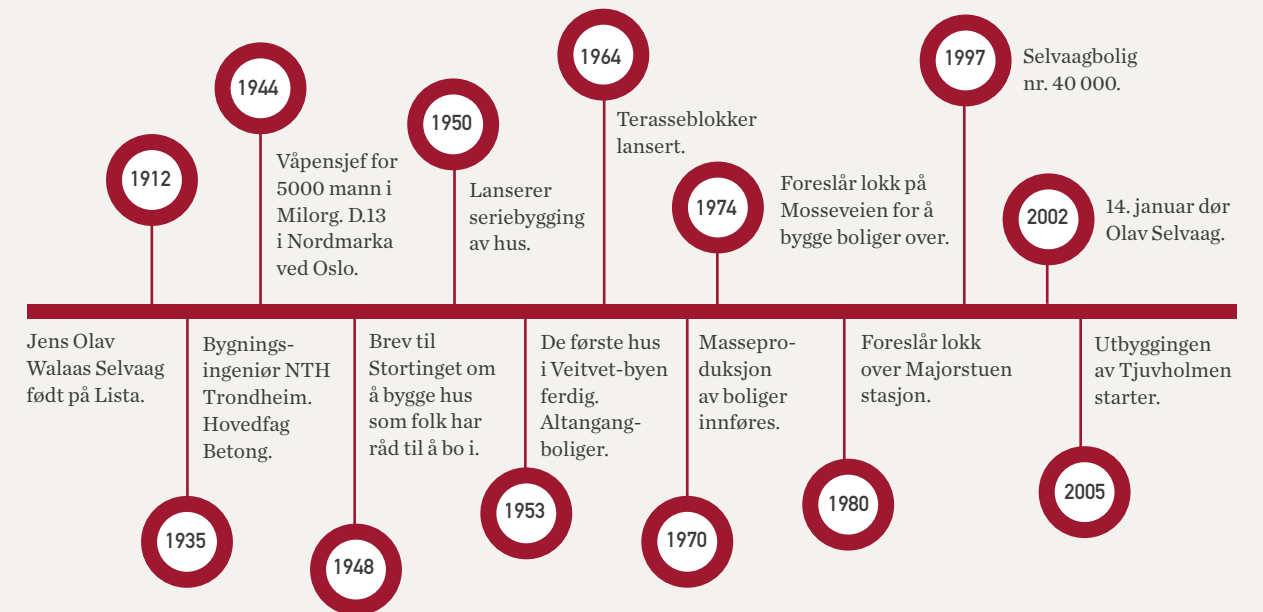 1912
Jens Olav
Walaas Selvaag
født på Lista.
1935
Bygnings-
ingeniør NTH
Trondheim.
Hovedfag
Betong.
1944
Våpensjef for
5000 mann i
Milorg. D.13
i Nordmarka
ved Oslo.
1948
Brev til
Stortinget om
å bygge hus
som folk har
råd til å bo i.
1950
Lanserer
seriebygging
av hus.
1953
De første hus
i Veitvet-byen
ferdig.
Altangang-
boliger.
1964
Terasseblokker
lansert.
1970
Massepro-
duksjon
av boliger
innføres.
1974
Foreslår lokk på
Mosseveien for å
bygge boliger over.
1980
Foreslår lokk
over Majorstuen
stasjon.
1997
Selvaagbolig
nr. 40 000.
2002
14. januar dør
Olav Selvaag.
2005
Utbyggingen
av Tjuvholmen
starter.